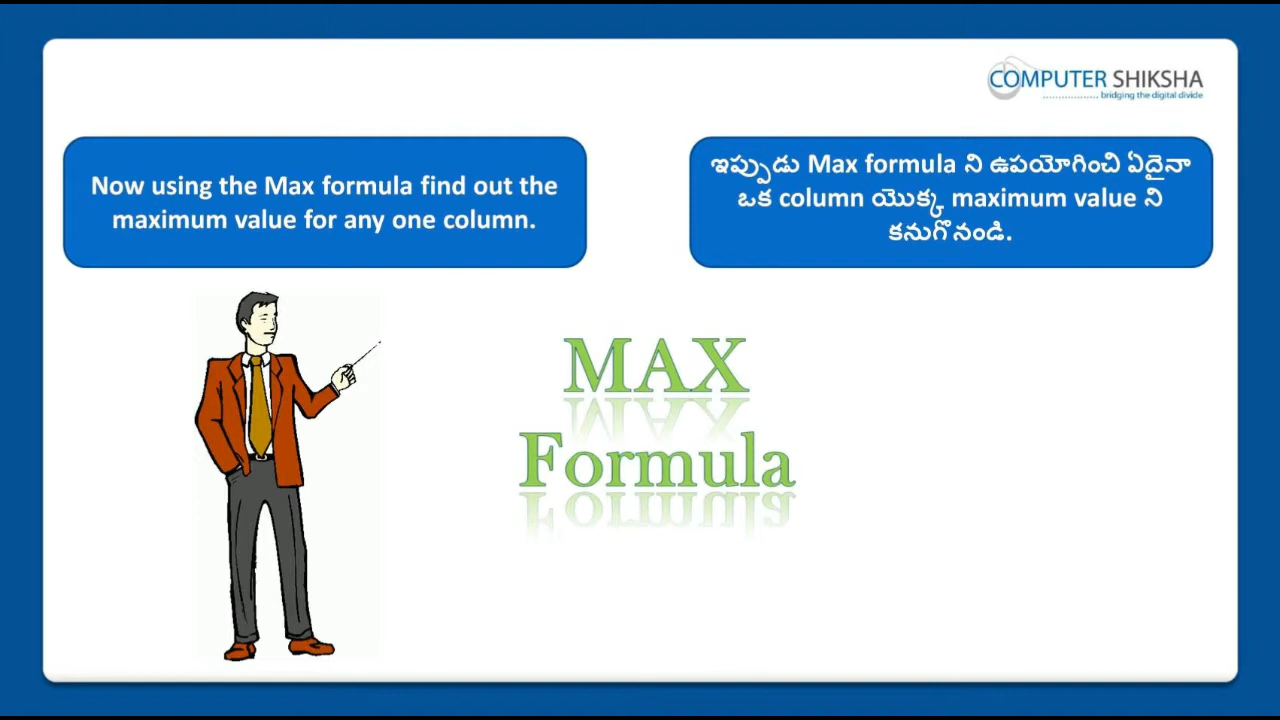 COMPUTER SHIKSHA
bridging the digital divide
Now using the Max formula find out the
maximum value for any one column.
ఇప్పుడు Max formula ని ఉపయోగించి ఏదైనా
ఒక column యొక్క maximum value ని
కనుగొనండి.
MAX
Formula